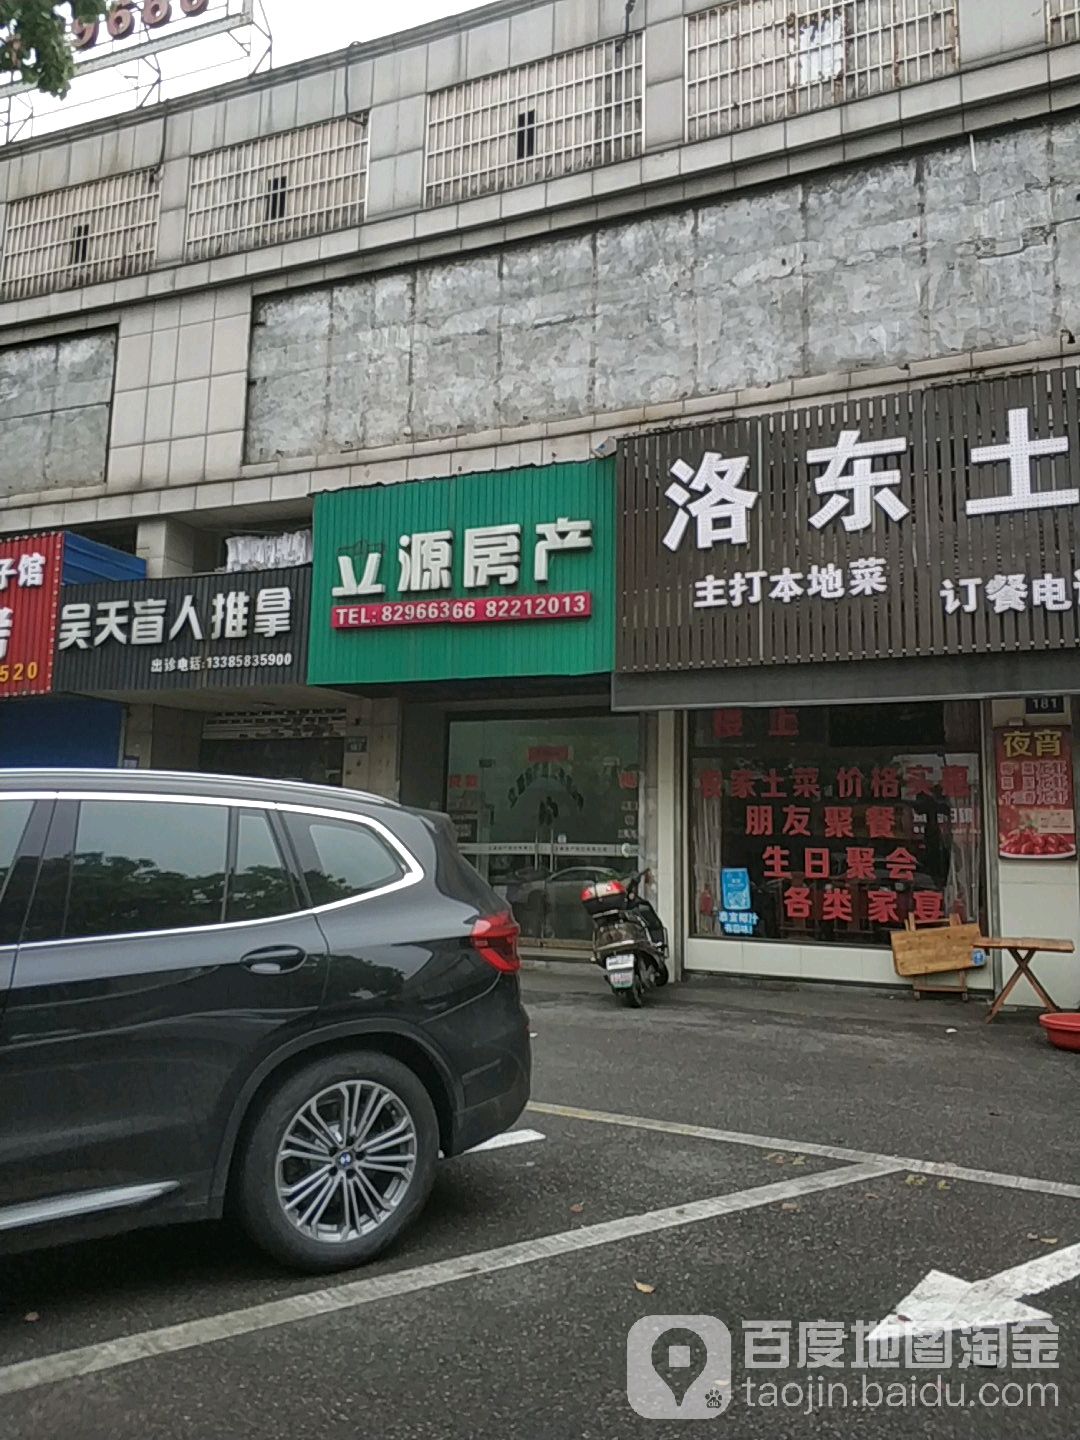 9688
子馆
520
吴天盲人推拿
出诊电话:13385835900
立源房产
TEL: 82966366 82212013
洛东土
主打本地菜
订餐电
181
楼上
农家土菜 价格实惠
朋友聚餐
生日聚会
各类家宴
夜宵
百度地图淘金
taojin.baidu.com